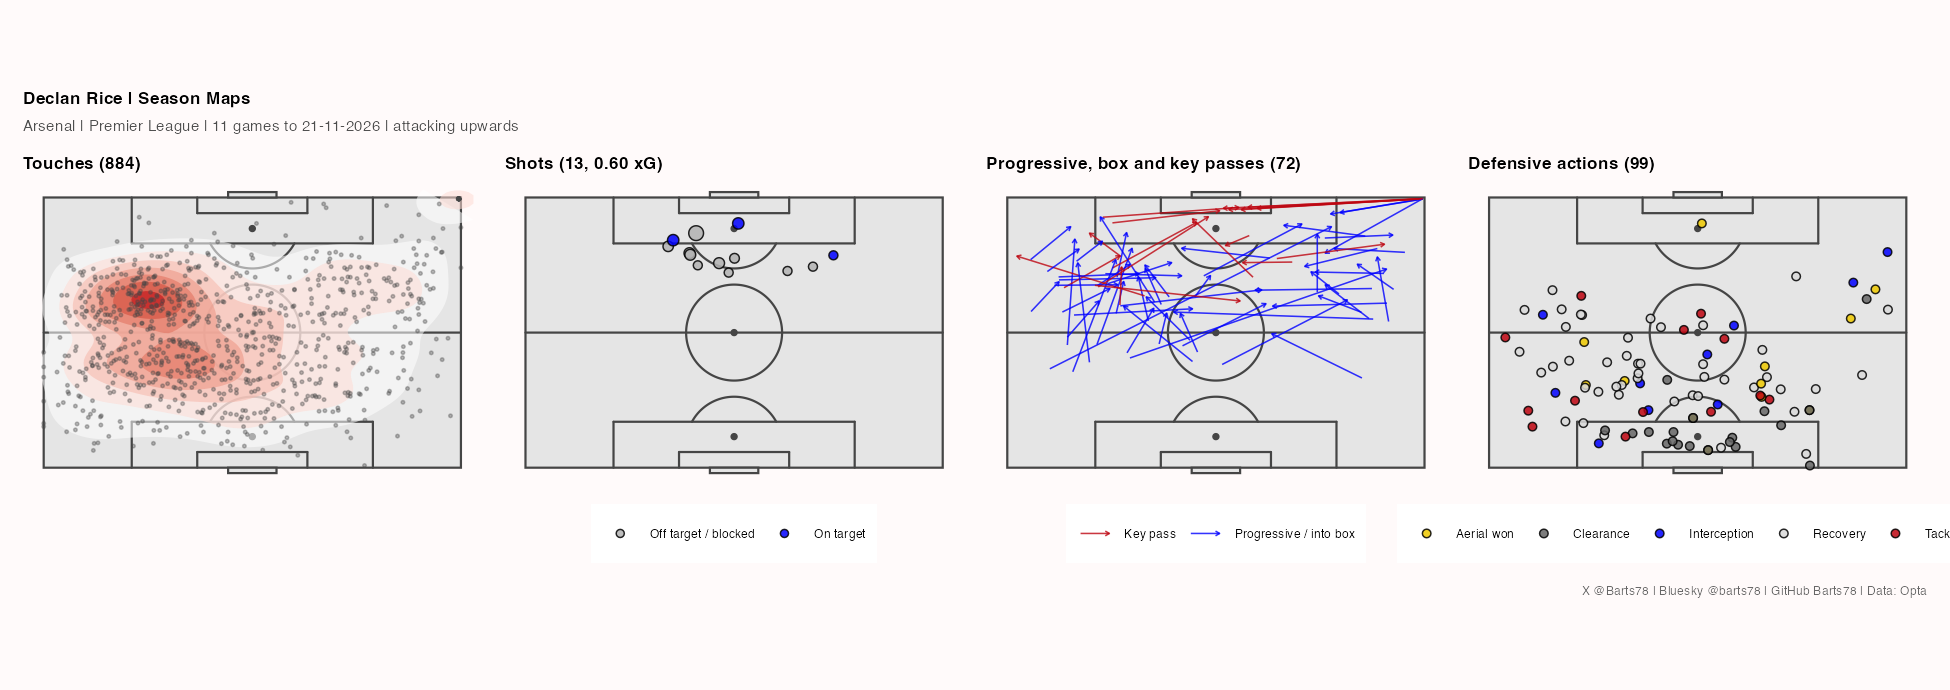 Declan Rice | Season Maps
Arsenal | Premier League | 11 games to 21-11-2026 | attacking upwards
Touches (884)
Shots (13, 0.60 xG)
Progressive, box and key passes (72)
Defensive actions (99)
Off target / blocked
On target
Key pass
Progressive / into box
Aerial won
Clearance
Interception
Recovery
Tack
X @Barts78 | Bluesky @barts78 | GitHub Barts78 | Data: Opta